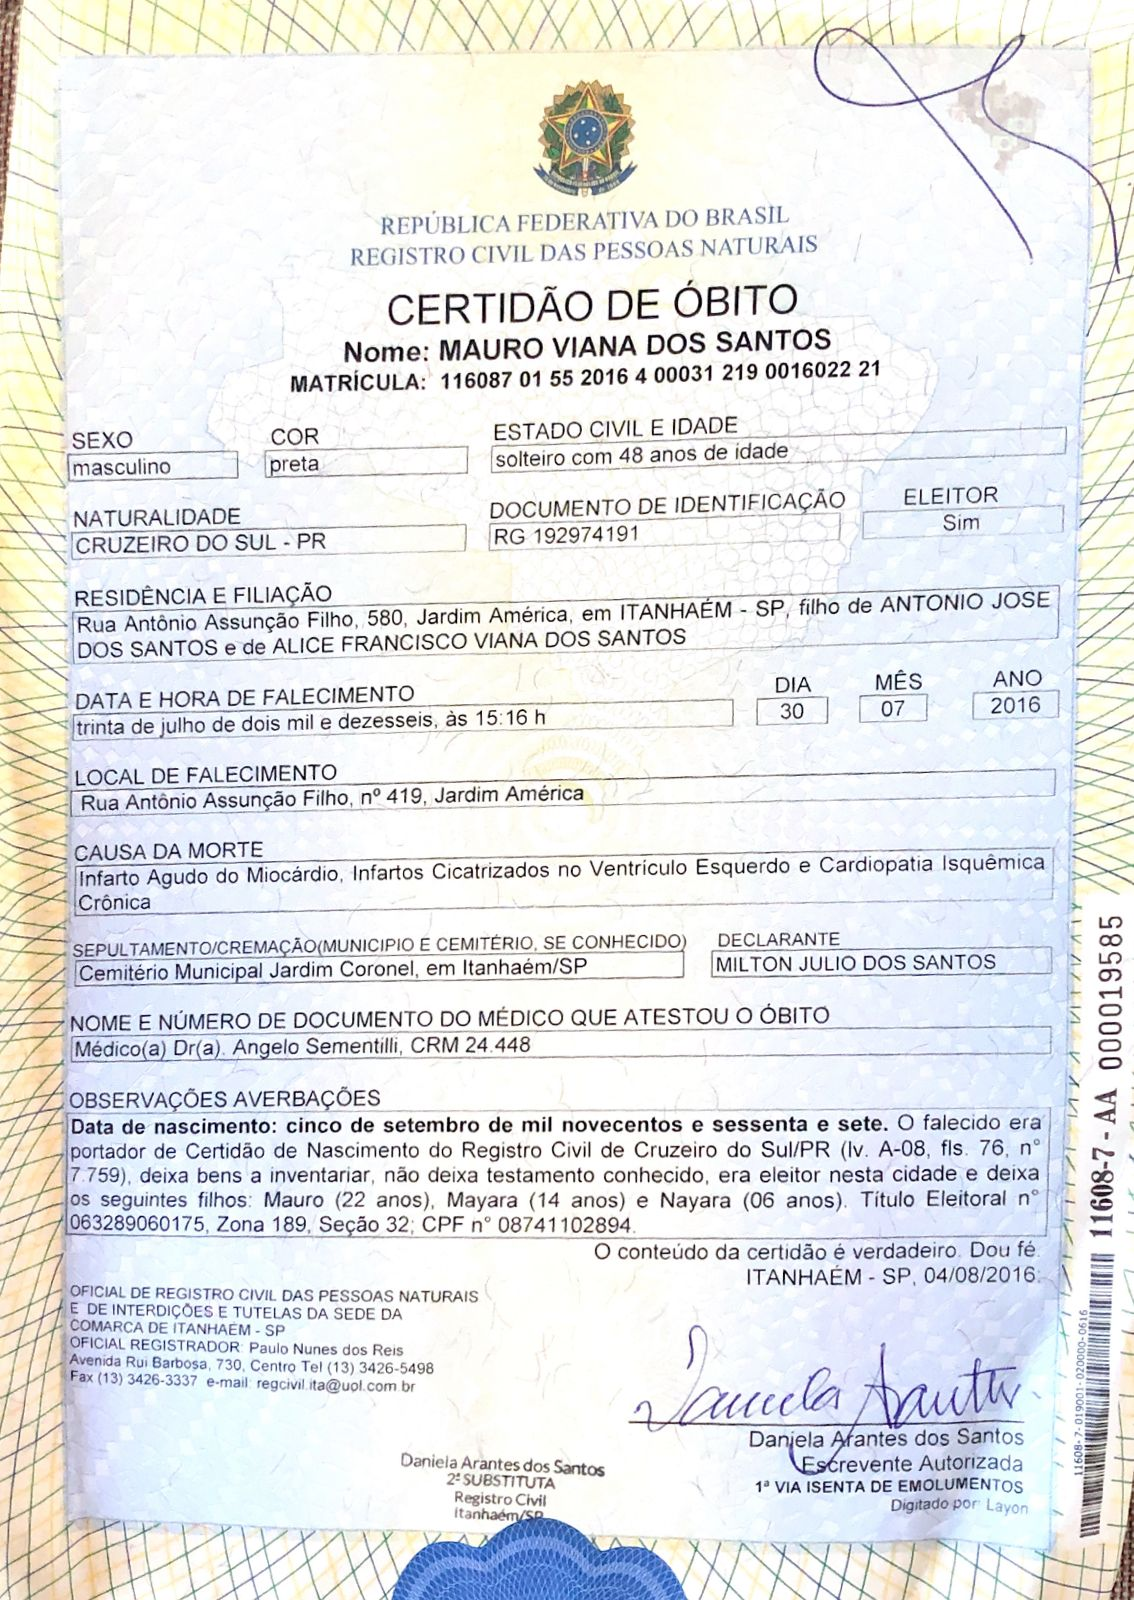 REPÚBLICA FEDERATIVA DO BRASIL
REGISTRO CIVIL DAS PESSOAS NATURAIS
CERTIDÃO DE ÓBITO
Nome: MAURO VIANA DOS SANTOS
MATRÍCULA: 116087 01 55 2016 4 00031 219 0016022 21
SEXO COR ESTADO CIVIL E IDADE
masculino preta solteiro com 48 anos de idade
NATURALIDADE DOCUMENTO DE IDENTIFICAÇÃO ELEITOR
CRUZEIRO DO SUL - PR RG 192974191 Sim
RESIDÊNCIA E FILIAÇÃO
Rua Antônio Assunção Filho, 580, Jardim América, em ITANHAÉM - SP, filho de ANTONIO JOSE
DOS SANTOS e de ALICE FRANCISCO VIANA DOS SANTOS
DATA E HORA DE FALECIMENTO DIA MÊS ANO
trinta de julho de dois mil e dezesseis, às 15:16 h 30 07 2016
LOCAL DE FALECIMENTO
Rua Antônio Assunção Filho, nº 419, Jardim América
CAUSA DA MORTE
Infarto Agudo do Miocárdio, Infartos Cicatrizados no Ventrículo Esquerdo e Cardiopatia Isquêmica
Crônica
SEPULTAMENTO/CREMAÇÃO(MUNICIPIO E CEMITÉRIO, SE CONHECIDO) DECLARANTE
Cemitério Municipal Jardim Coronel, em Itanhaém/SP MILTON JULIO DOS SANTOS
NOME E NÚMERO DE DOCUMENTO DO MÉDICO QUE ATESTOU O ÓBITO
Médico(a) Dr(a). Angelo Sementilli, CRM 24.448
OBSERVAÇÕES AVERBAÇÕES
Data de nascimento: cinco de setembro de mil novecentos e sessenta e sete. O falecido era
portador de Certidão de Nascimento do Registro Civil de Cruzeiro do Sul/PR (lv. A-08, fls. 76, n°
7.759), deixa bens a inventariar, não deixa testamento conhecido, era eleitor nesta cidade e deixa
os seguintes filhos: Mauro (22 anos), Mayara (14 anos) e Nayara (06 anos). Título Eleitoral n°
063289060175, Zona 189, Seção 32; CPF n° 08741102894.
O conteúdo da certidão é verdadeiro. Dou fé.
ITANHAÉM - SP, 04/08/2016.
OFICIAL DE REGISTRO CIVIL DAS PESSOAS NATURAIS
E DE INTERDIÇÕES E TUTELAS DA SEDE DA
COMARCA DE ITANHAÉM - SP
OFICIAL REGISTRADOR: Paulo Nunes dos Reis
Avenida Rui Barbosa, 730, Centro Tel (13) 3426-5498
Fax (13) 3426-3337 e-mail: regcivil.ita@uol.com.br
Daniela Arantes dos Santos
Escrevente Autorizada
1ª VIA ISENTA DE EMOLUMENTOS
Digitado por: Layon
Daniela Arantes dos Santos
2ª SUBSTITUTA
Registro Civil
Itanhaém/SP
11608-7 - AA 000019585
11608-7-019001-020000-0616